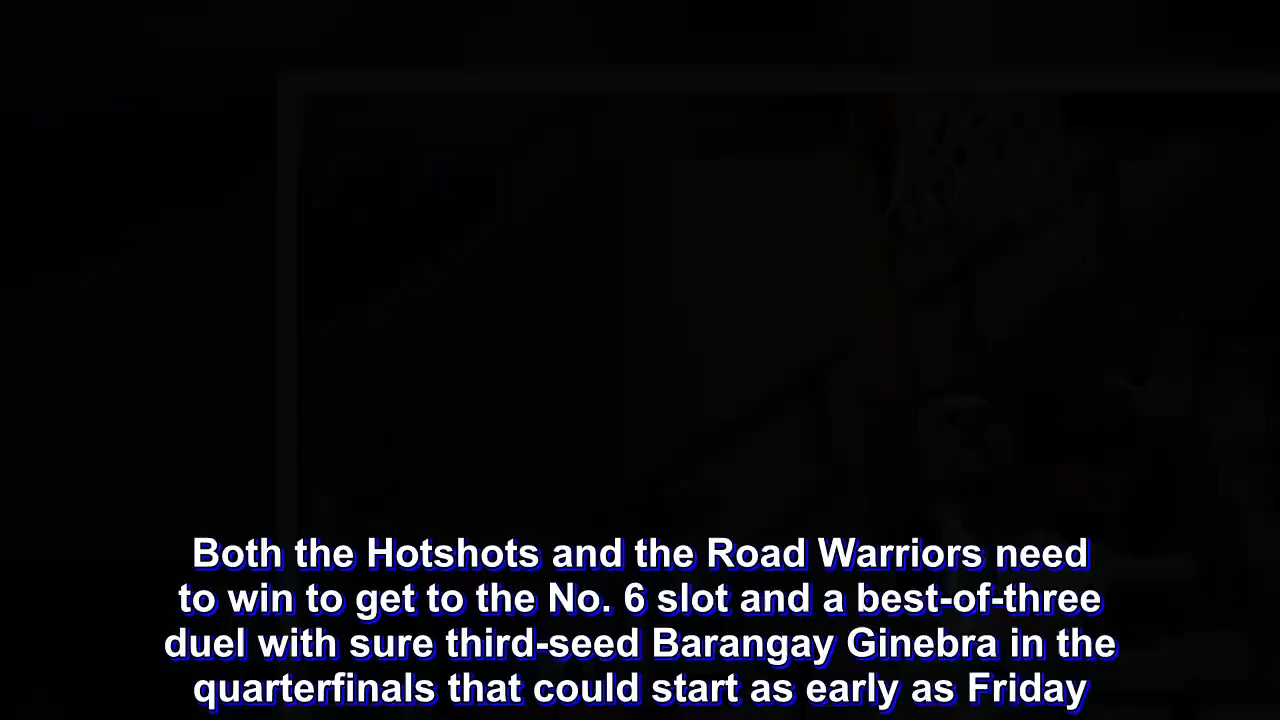 Both the Hotshots and the Road Warriors need
to win to get to the No. 6 slot and a best-of-three
duel with sure third-seed Barangay Ginebra in the
quarterfinals that could start as early as Friday